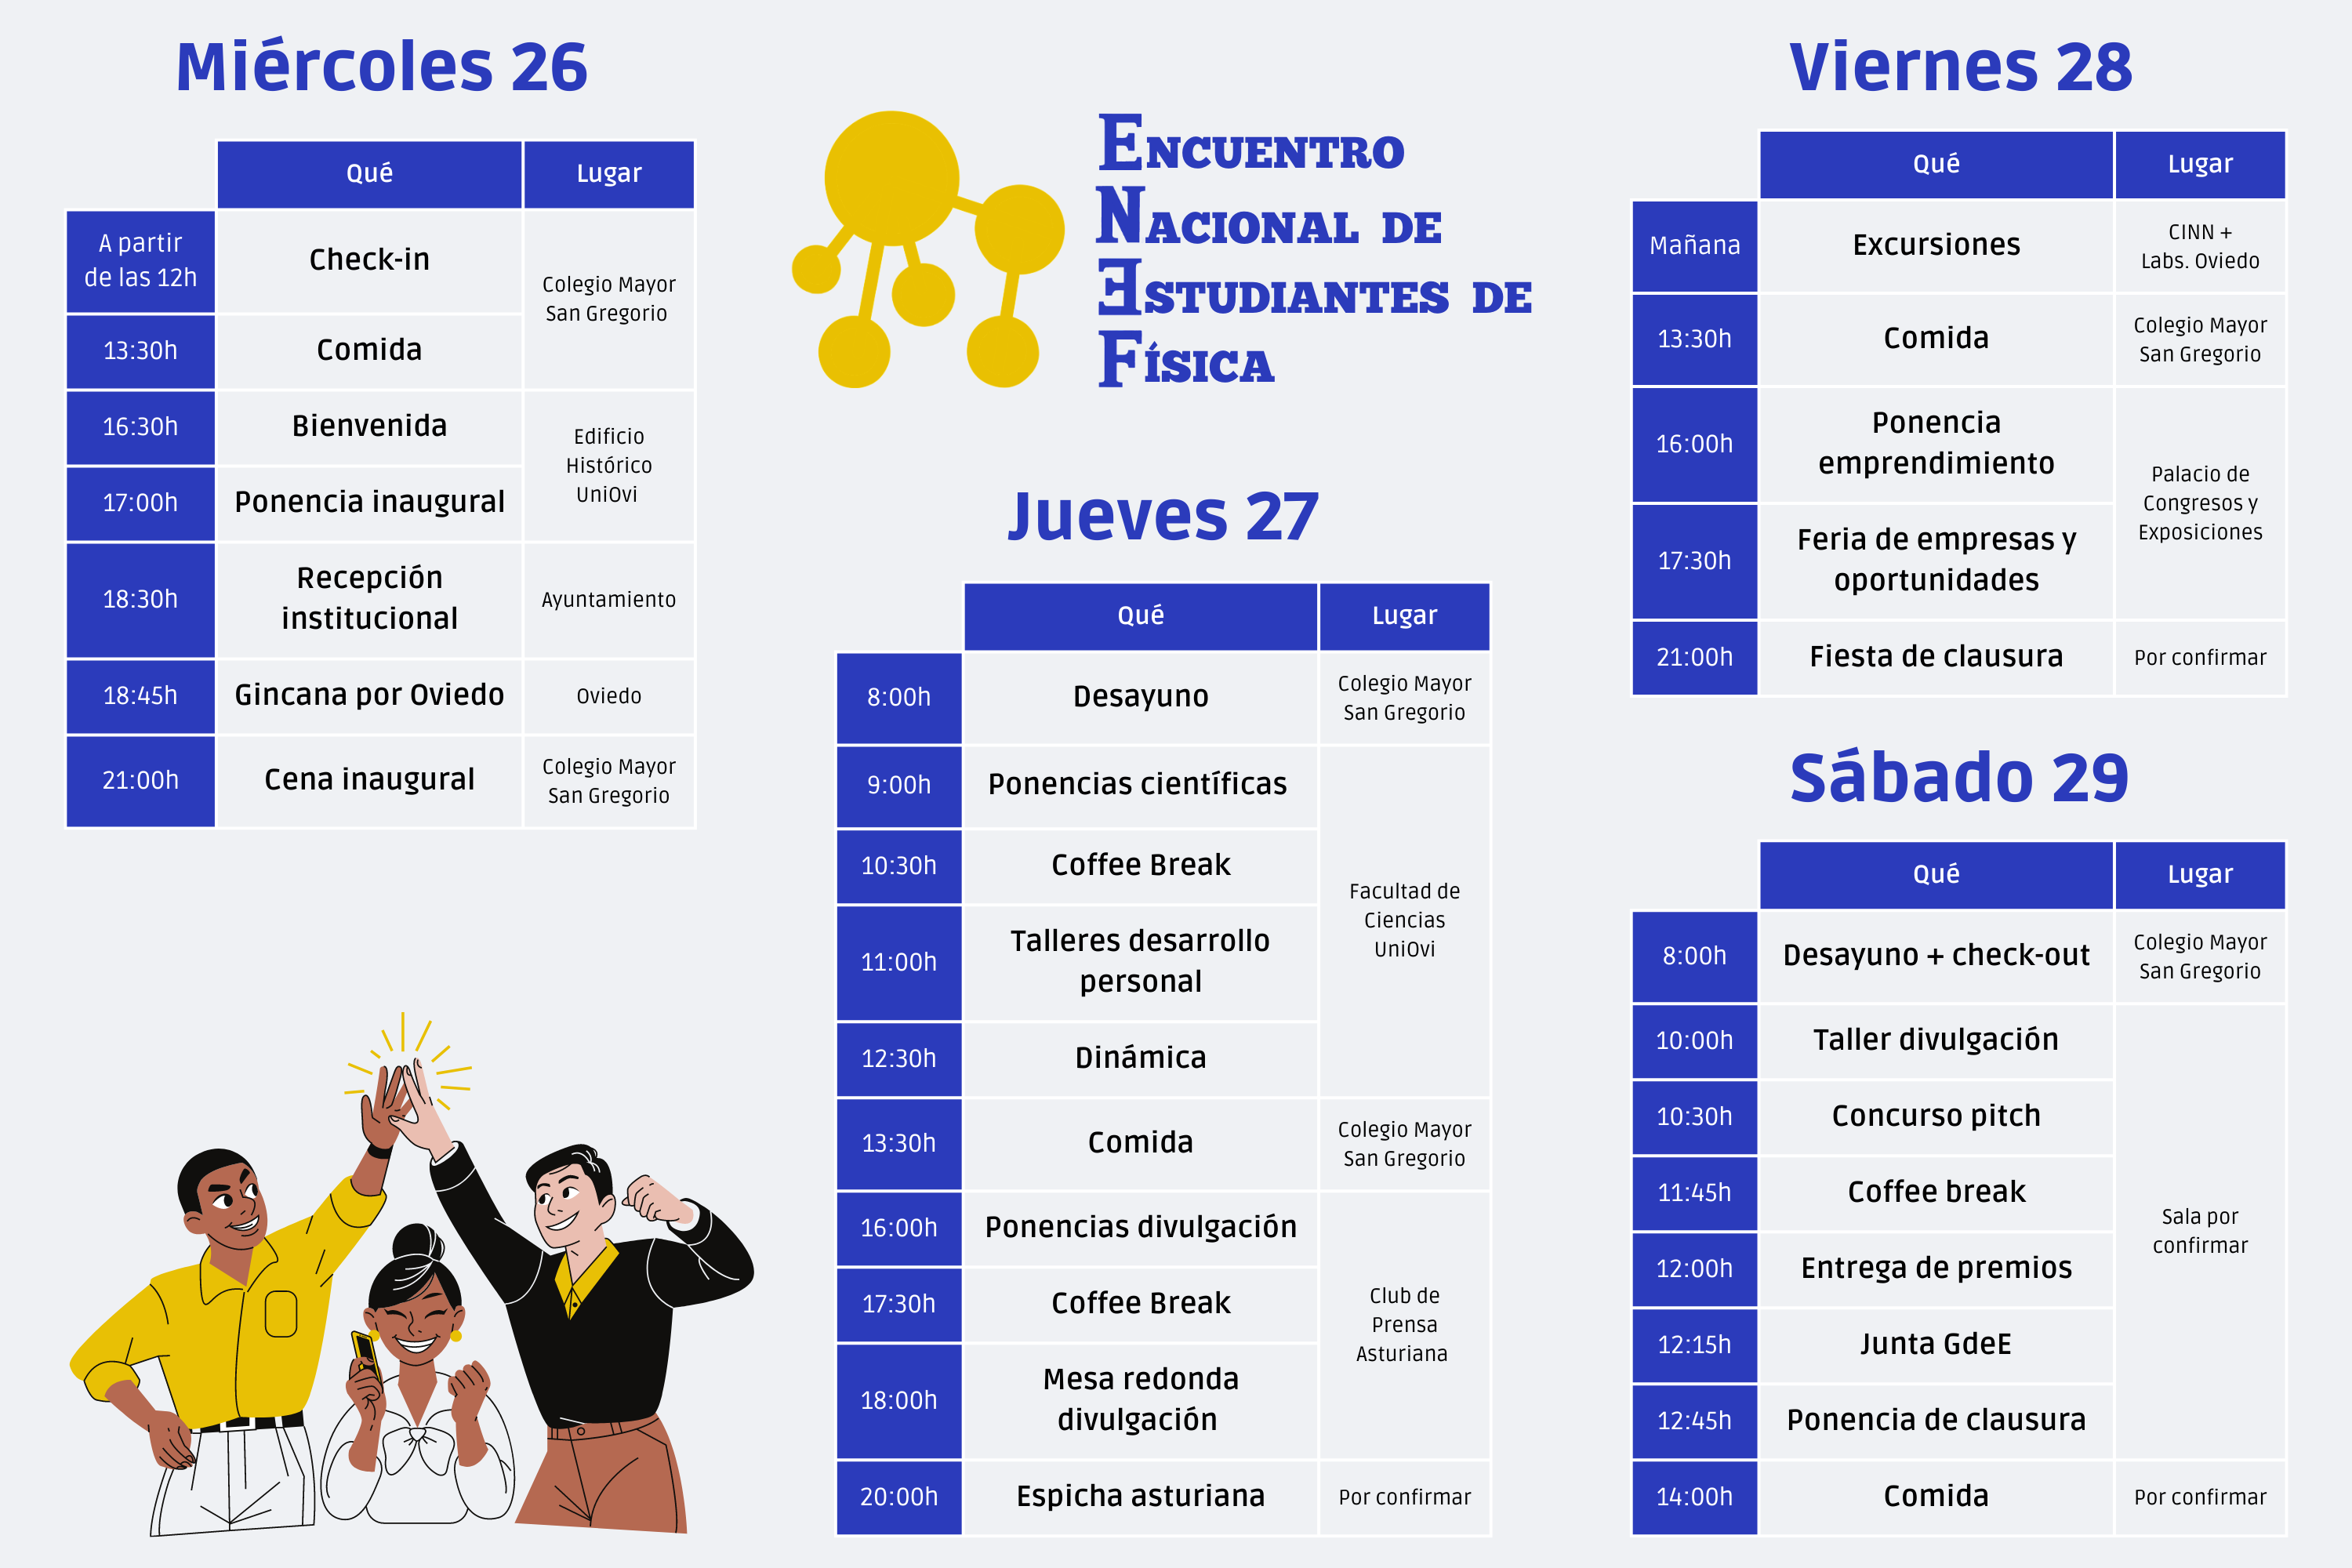 Miércoles 26
Qué Lugar
A partir
de las 12h
Check-in
Colegio Mayor
San Gregorio
13:30h Comida
16:30h Bienvenida
Edificio
Histórico
UniOvi
17:00h Ponencia inaugural
18:30h
Recepción
institucional
Ayuntamiento
18:45h Gincana por Oviedo Oviedo
21:00h Cena inaugural
Colegio Mayor
San Gregorio
ENCUENTRO
NACIONAL DE
ESTUDIANTES DE
FÍSICA
Jueves 27
Qué Lugar
8:00h Desayuno
Colegio Mayor
San Gregorio
9:00h Ponencias científicas
10:30h Coffee Break
Facultad de
Ciencias
UniOvi
11:00h
Talleres desarrollo
personal
12:30h Dinámica
13:30h Comida
Colegio Mayor
San Gregorio
16:00h Ponencias divulgación
17:30h Coffee Break
Club de
Prensa
Asturiana
18:00h
Mesa redonda
divulgación
20:00h Espicha asturiana Por confirmar
Viernes 28
Qué Lugar
Mañana Excursiones
CINN +
Labs. Oviedo
13:30h Comida
Colegio Mayor
San Gregorio
16:00h
Ponencia
emprendimiento
Palacio de
Congresos y
Exposiciones
17:30h
Feria de empresas y
oportunidades
21:00h Fiesta de clausura Por confirmar
Sábado 29
Qué Lugar
8:00h Desayuno + check-out
Colegio Mayor
San Gregorio
10:00h Taller divulgación
10:30h Concurso pitch
11:45h Coffee break
Sala por
confirmar
12:00h Entrega de premios
12:15h Junta GdeE
12:45h Ponencia de clausura
14:00h Comida Por confirmar